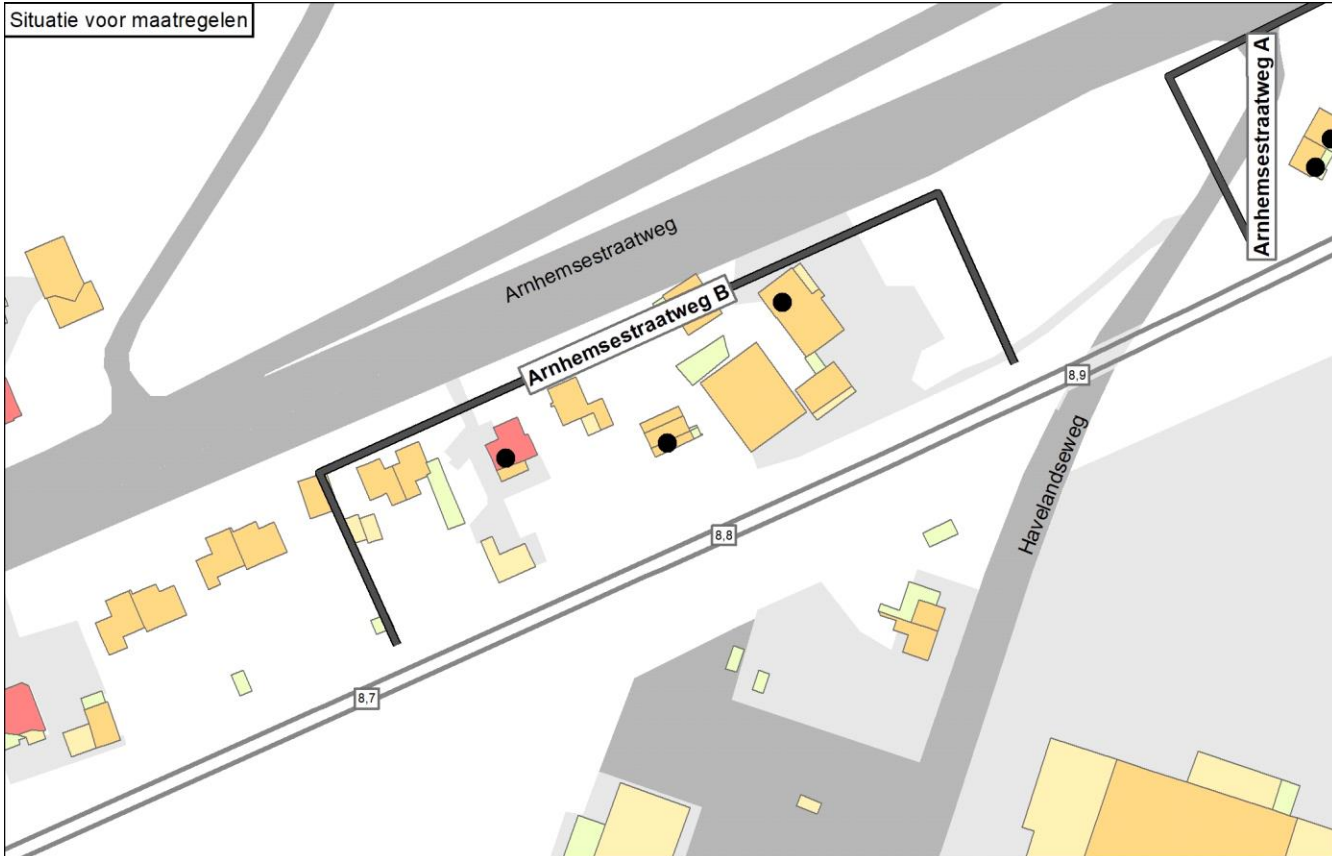 Situatie voor maatregelen
Arnhemsestraatweg A
Arnhemsestraatweg
Arnhemsestraatweg B
8,9
Havelandseweg
8,8
8,7